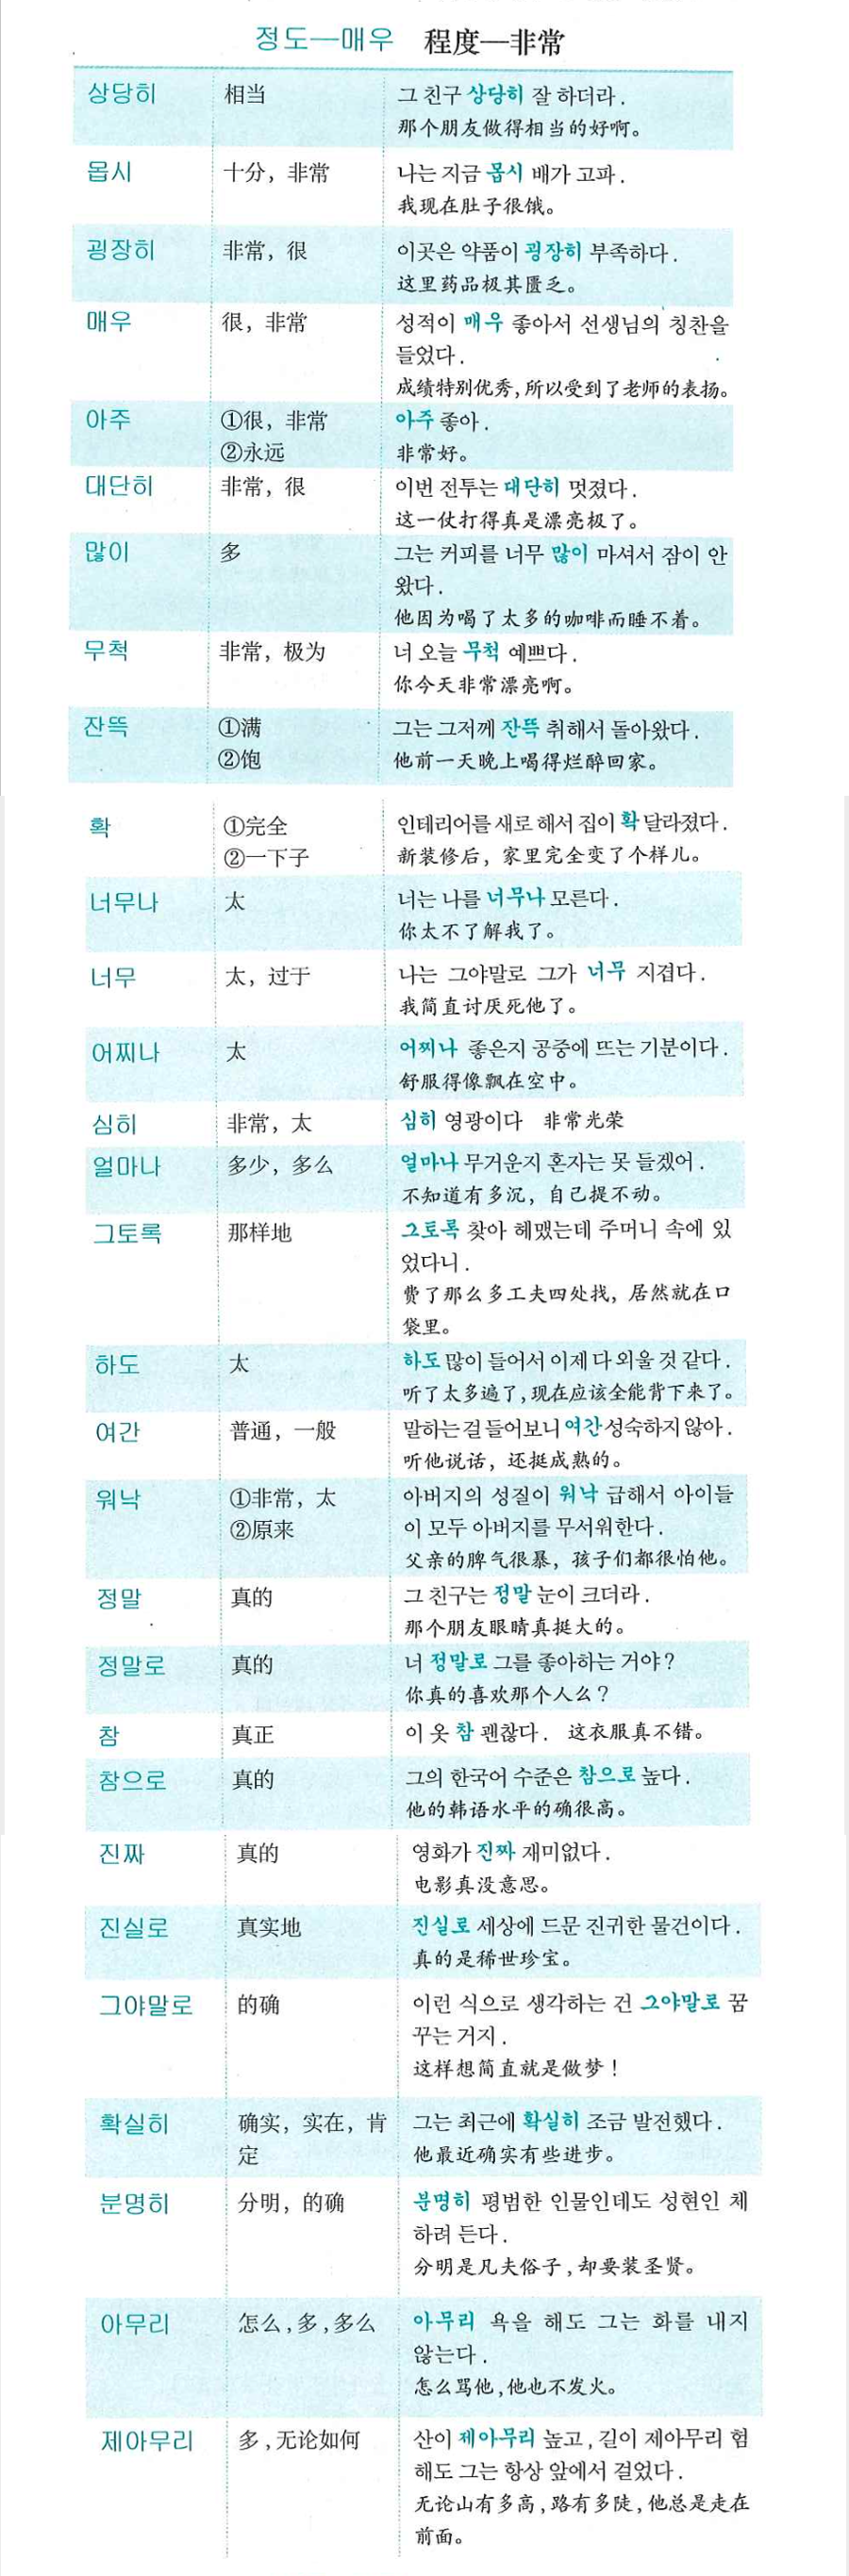 정도—매우 程度—非常
상당히 相当 그 친구 상당히 잘 하더라.
那个朋友做得相当的好啊。
몹시 十分，非常 나는 지금 몹시 배가 고파.
我现在肚子很饿。
굉장히 非常，很 이곳은 약품이 굉장히 부족하다.
这里药品极其匮乏。
매우 很，非常 성적이 매우 좋아서 선생님의 칭찬을
들었다.
成绩特别优秀,所以受到了老师的表扬。
아주 ①很，非常 아주 좋아.
②永远 非常好。
대단히 非常，很 이번 전투는 대단히 멋졌다.
这一仗打得真是漂亮极了。
많이 多 그는 커피를 너무 많이 마셔서 잠이 안
왔다.
他因为喝了太多的咖啡而睡不着。
무척 非常，极为 너 오늘 무척 예쁘다.
你今天非常漂亮啊。
잔뜩 ①满 그는 그저께 잔뜩 취해서 돌아왔다.
②饱 他前一天晚上喝得烂醉回家。
확 ①完全 인테리어를 새로 해서 집이 확 달라졌다.
②一下子 新装修后，家里完全变了个样儿。
너무나 太 너는 나를 너무나 모른다.
你太不了解我了。
너무 太，过于 나는 그야말로 그가 너무 지겹다.
我简直讨厌死他了。
어찌나 太 어찌나 좋은지 공중에 뜨는 기분이다.
舒服得像飘在空中。
심히 非常，太 심히 영광이다 非常光荣
얼마나 多少，多么 얼마나 무거운지 혼자는 못 들겠어.
不知道有多沉，自己提不动。
그토록 那样地 그토록 찾아 헤맸는데 주머니 속에 있
었다니.
费了那么多工夫四处找，居然就在口
袋里。
하도 太 하도 많이 들어서 이제 다 외울 것 같다.
听了太多遍了,现在应该全能背下来了。
여간 普通，一般 말하는 걸 들어보니 여간 성숙하지 않아.
听他说话，还挺成熟的。
워낙 ①非常，太 아버지의 성질이 워낙 급해서 아이들
②原来 이 모두 아버지를 무서워한다.
父亲的脾气很暴，孩子们都很怕他。
정말 真的 그 친구는 정말 눈이 크더라.
那个朋友眼睛真挺大的。
정말로 真的 너 정말로 그를 좋아하는 거야?
你真的喜欢那个人么？
참 真正 이 옷 참 괜찮다. 这衣服真不错。
참으로 真的 그의 한국어 수준은 참으로 높다.
他的韩语水平的确很高。
진짜 真的 영화가 진짜 재미없다.
电影真没意思。
진실로 真实地 진실로 세상에 드문 진귀한 물건이다.
真的是稀世珍宝。
그야말로 的确 이런 식으로 생각하는 건 그야말로 꿈
꾸는 거지.
这样想简直就是做梦！
확실히 确实，实在，肯 그는 최근에 확실히 조금 발전했다.
定 他最近确实有些进步。
분명히 分明，的确 분명히 평범한 인물인데도 성현인 체
하려 든다.
分明是凡夫俗子,却要装圣贤。
아무리 怎么,多,多么 아무리 욕을 해도 그는 화를 내지
않는다.
怎么骂他,他也不发火。
제아무리 多,无论如何 산이 제아무리 높고,길이 제아무리 험
해도 그는 항상 앞에서 걸었다.
无论山有多高,路有多陡,他总是走在
前面。